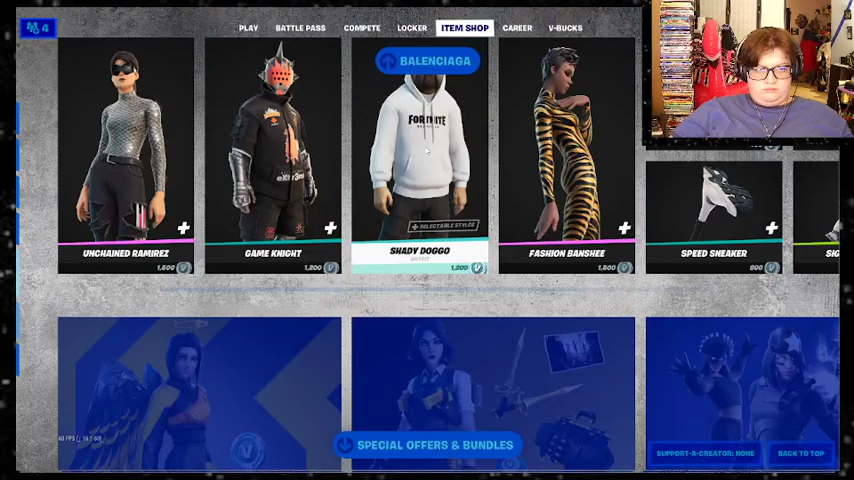 4
PLAY
BATTLE PASS
COMPETE
LOCKER
ITEM SHOP
CAREER
V-BUCKS
BALENCIAGA
FORTNITE
+ SELECTABLE STYLES
UNCHAINED RAMIREZ
1,500
GAME KNIGHT
1,200
SHADY DOGGO
OUTFIT
1,200
FASHION BANSHEE
1,500
SPEED SNEAKER
800
SPECIAL OFFERS & BUNDLES
SUPPORT-A-CREATOR: NONE
BACK TO TOP